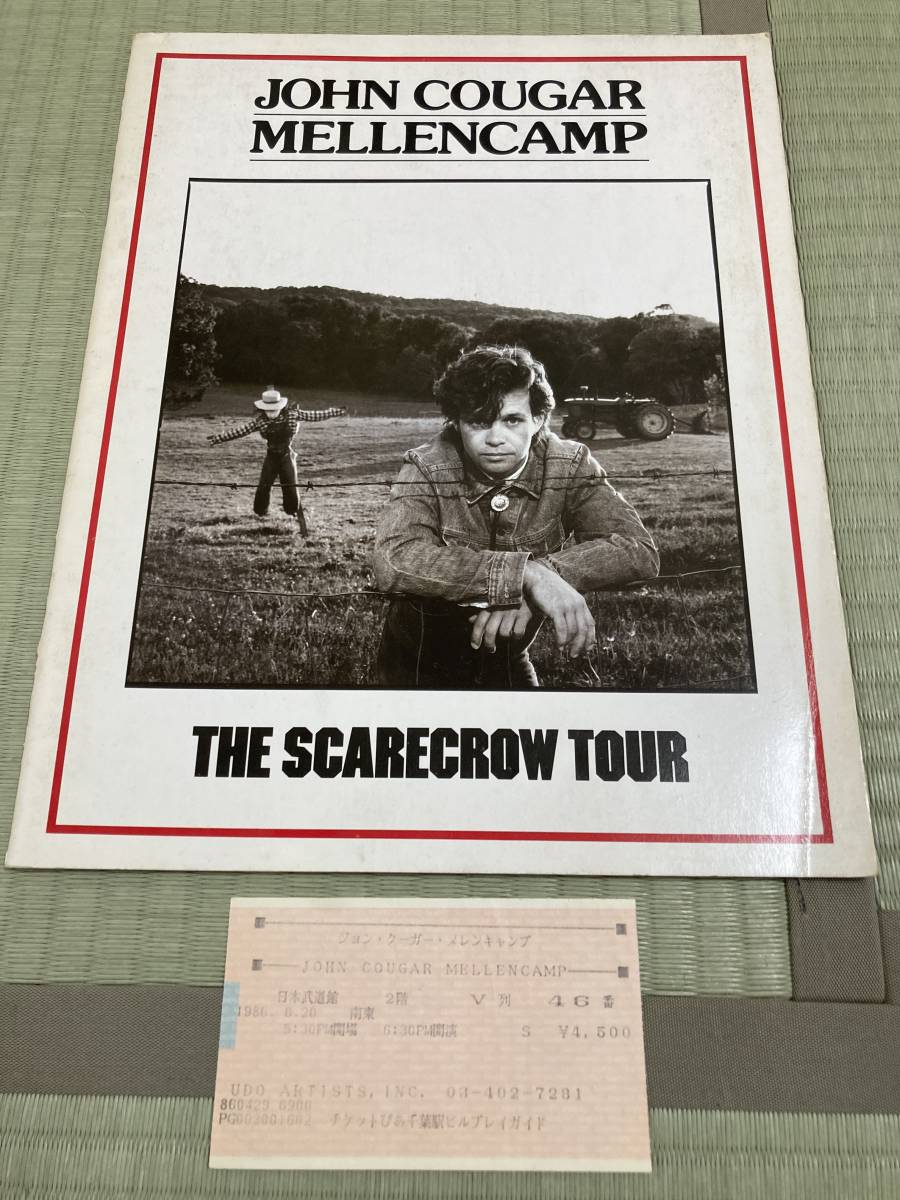 JOHN COUGAR
MELLENCAMP
THE SCARECROW TOUR
ジョン・クーガー・メレンキャンプ
JOHN COUGAR MELLENCAMP
日本武道館 2階 V列 46番
1986. 6.20 南東
5:30PM開場 6:30PM開演 S ¥4,500
UDO ARTISTS, INC. 03-402-7281
860429 6900
チケットぴあ千葉駅ビルプレイガイド